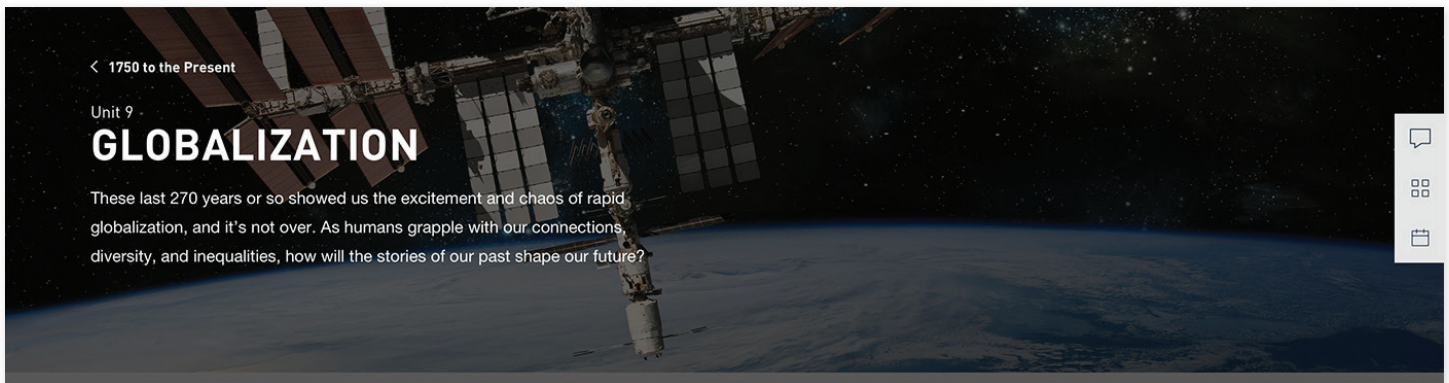 1750 to the Present
Unit 9
GLOBALIZATION
These last 270 years or so showed us the excitement and chaos of rapid
globalization, and it's not over. As humans grapple with our connections,
diversity, and inequalities, how will the stories of our past shape our future?